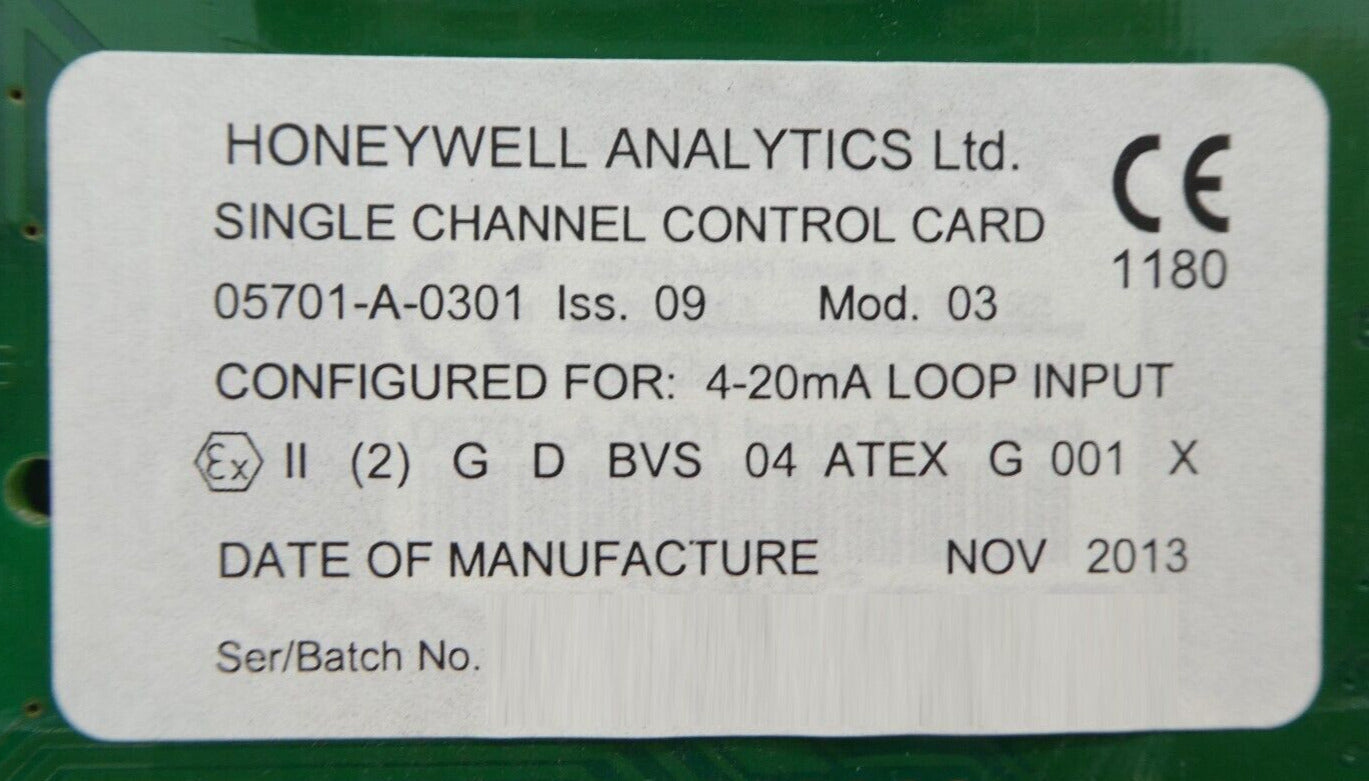 HONEYWELL ANALYTICS Ltd.
CE
SINGLE CHANNEL CONTROL CARD
1180
05701-A-0301 Iss. 09 Mod. 03
CONFIGURED FOR: 4-20mA LOOP INPUT
Ex II (2) G D BVS 04 ATEX G 001 X
DATE OF MANUFACTURE NOV 2013
Ser/Batch No.